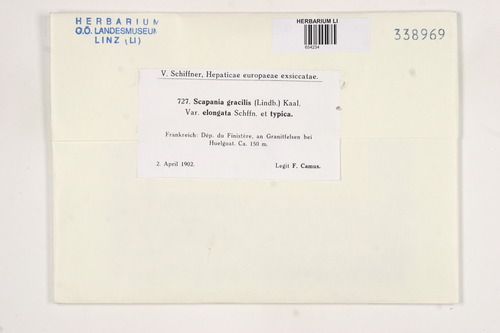 HERBARIUM
O.Ö. LANDESMUSEUM
LINZ (LI)
HERBARIUM LI
654234
338969
V. Schiffner, Hepaticae europaeae exsiccatae.
727. Scapania gracilis (Lindb.) Kaal.
Var. elongata Schffn. et typica.
Frankreich: Dép. du Finistère, an Granitfelsen bei
Huelgoat. Ca. 150 m.
2. April 1902.
Legit F. Camus.